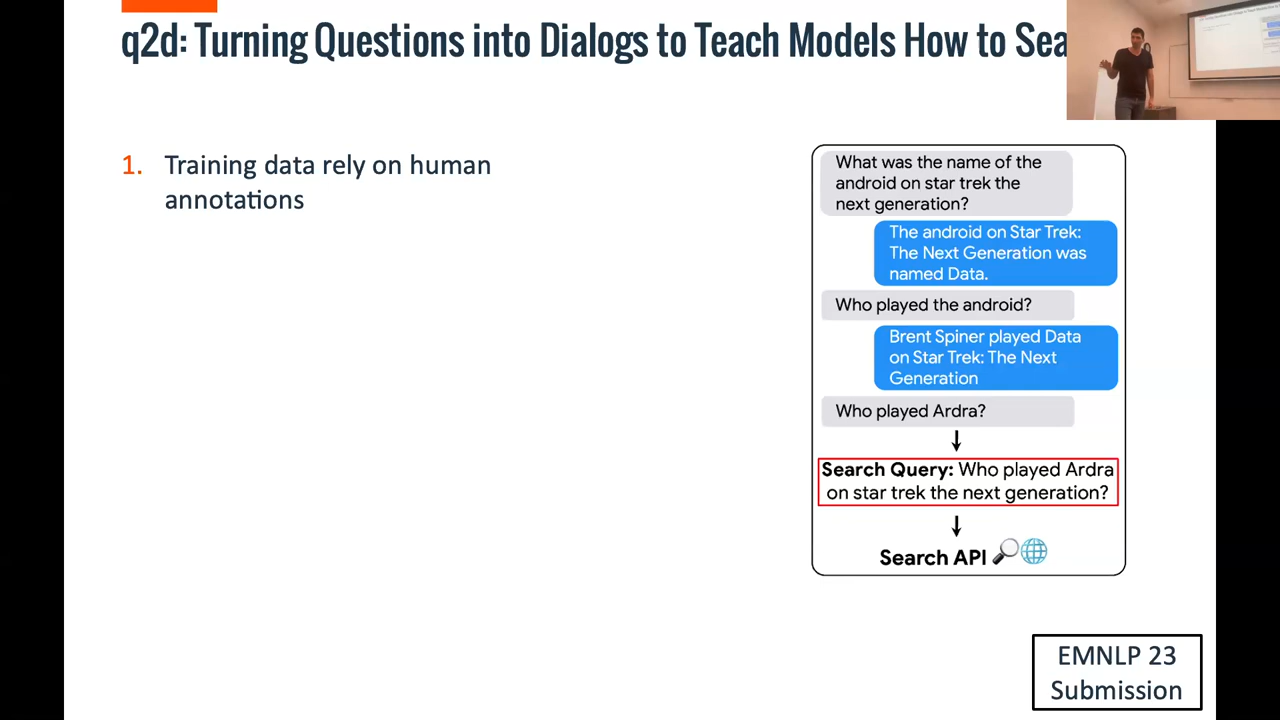 q2d: Turning Questions into Dialogs to Teach Models How to Sea
1. Training data rely on human
annotations
What was the name of the
android on star trek the
next generation?
The android on Star Trek:
The Next Generation was
named Data.
Who played the android?
Brent Spiner played Data
on Star Trek: The Next
Generation
Who played Ardra?
Search Query: Who played Ardra
on star trek the next generation?
Search API
EMNLP 23
Submission